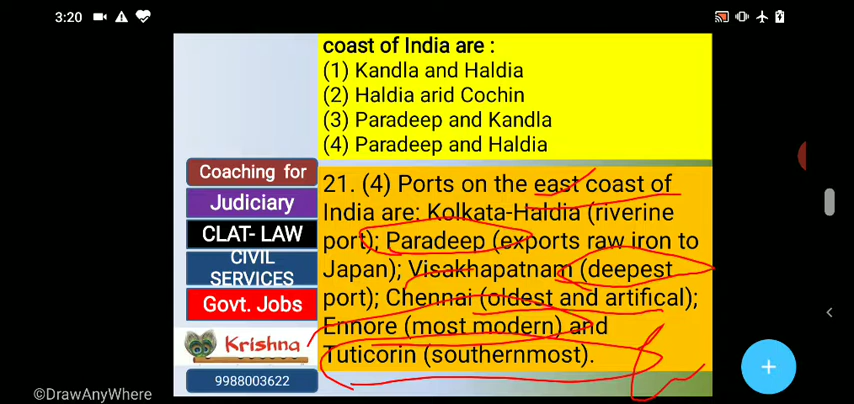 3:20
coast of India are :
(1) Kandla and Haldia
(2) Haldia arid Cochin
(3) Paradeep and Kandla
(4) Paradeep and Haldia
Coaching for
Judiciary
CLAT- LAW
CIVIL
SERVICES
Govt. Jobs
Krishna
9988003622
21. (4) Ports on the east coast of
India are: Kolkata-Haldia (riverine
port); Paradeep (exports raw iron to
Japan); Visakhapatnam (deepest
port); Chennai (oldest and artifical);
Ennore (most modern) and
Tuticorin (southernmost).
©DrawAnyWhere